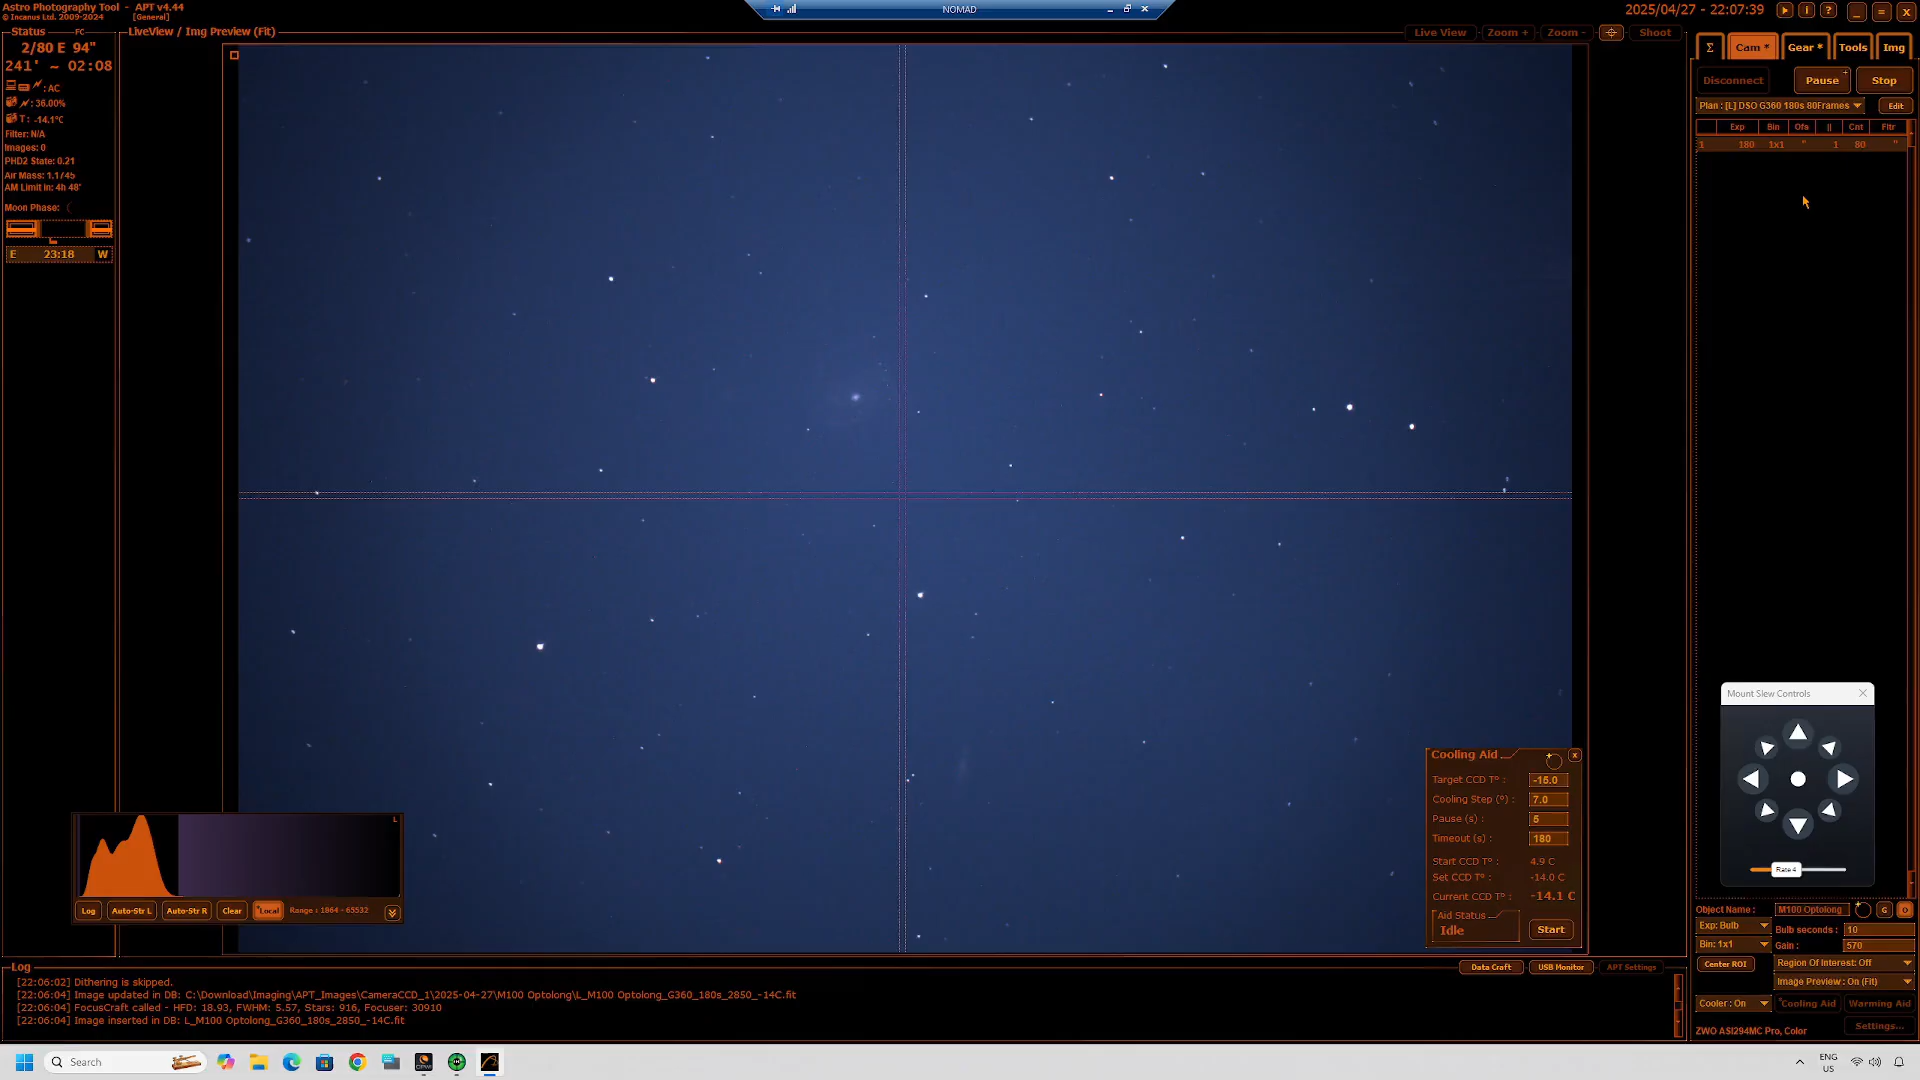 Astro Photography Tool - APT v4.44
© Incanus Ltd. 2009-2024 [General]
NOMAD
2025/04/27 - 22:07:39
Status FC
2/80 E 94"
241' ~ 02:08
: AC
: 36.00%
T: -14.1°C
Filter: N/A
Images: 0
PHD2 State: 0.21
Air Mass: 1.1/45
AM Limit in: 4h 48'
Moon Phase:
E 23:18 W
LiveView / Img Preview (Fit)
Live View Zoom + Zoom - Shoot
Σ Cam * Gear * Tools Img
Disconnect Pause Stop
Plan : [L] DSO G360 180s 80Frames Edit
Exp Bin Ofs || Cnt Fltr
1 180 1x1 " 1 80 "
Mount Slew Controls
Rate 4
Cooling Aid
Target CCD T° : -15.0
Cooling Step (°) : 7.0
Pause (s) : 5
Timeout (s) : 180
Start CCD T° : 4.9 C
Set CCD T° : -14.0 C
Current CCD T° : -14.1 C
Aid Status
Idle
Start
L
Log Auto-Str L Auto-Str R Clear *Local Range : 1864 - 65532
Object Name : M100 Optolong G O
Exp: Bulb Bulb seconds : 10
Bin: 1x1 Gain : 570
Center ROI Region Of Interest: Off
Image Preview : On (Fit)
Cooler : On *Cooling Aid Warming Aid
ZWO ASI294MC Pro, Color Settings...
Log
Data Craft USB Monitor APT Settings
[22:06:02] Dithering is skipped.
[22:06:04] Image updated in DB: C:\Download\Imaging\APT_Images\CameraCCD_1\2025-04-27\M100 Optolong\L_M100 Optolong_G360_180s_2850_-14C.fit
[22:06:04] FocusCraft called - HFD: 18.93, FWHM: 5.57, Stars: 916, Focuser: 30910
[22:06:04] Image inserted in DB: L_M100 Optolong_G360_180s_2850_-14C.fit
Search
ENG
US